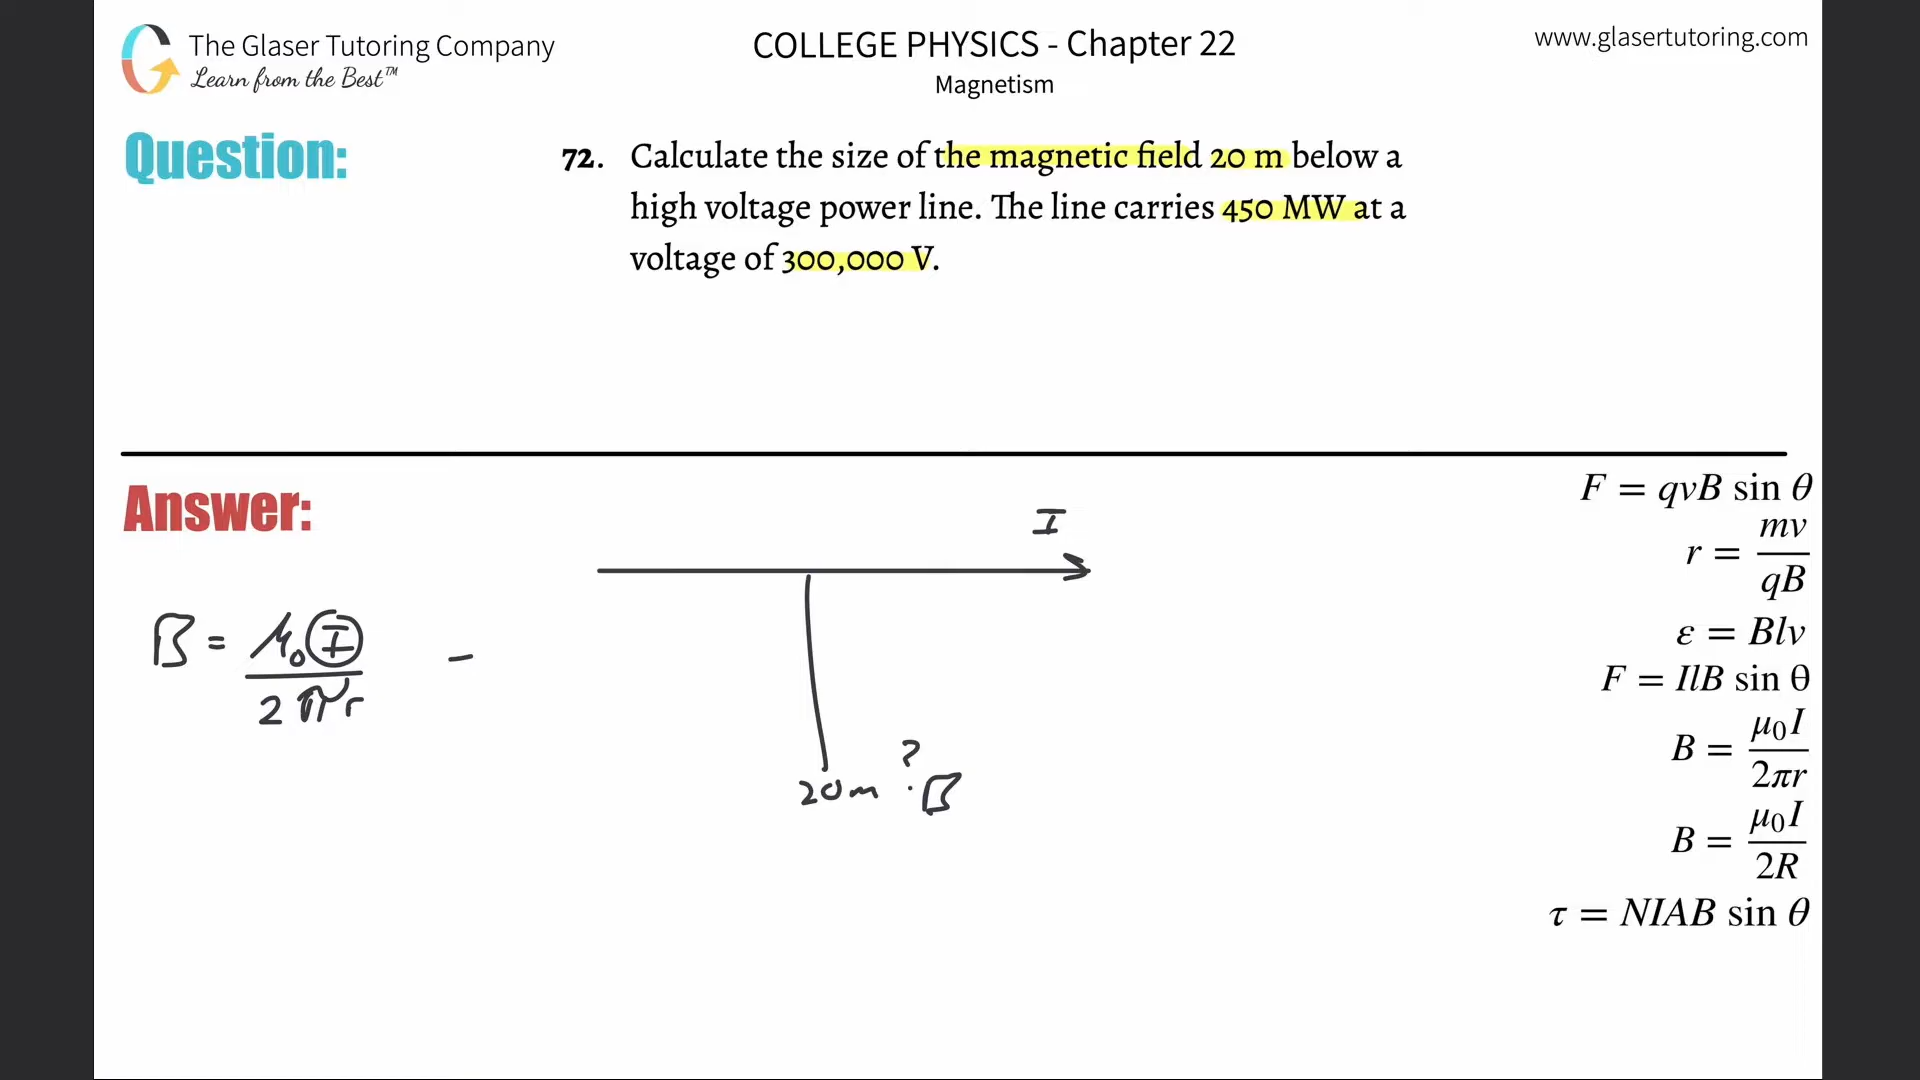 The Glaser Tutoring Company
Learn from the Best™
COLLEGE PHYSICS - Chapter 22
Magnetism
www.glasertutoring.com
Question:
72. Calculate the size of the magnetic field 20 m below a
high voltage power line. The line carries 450 MW at a
voltage of 300,000 V.
Answer:
I
B = μ₀I / 2πr
-
20m ? B
F = qvB sin θ
r = mv / qB
ε = Blv
F = IlB sin θ
B = μ₀I / 2πr
B = μ₀I / 2R
τ = NIAB sin θ